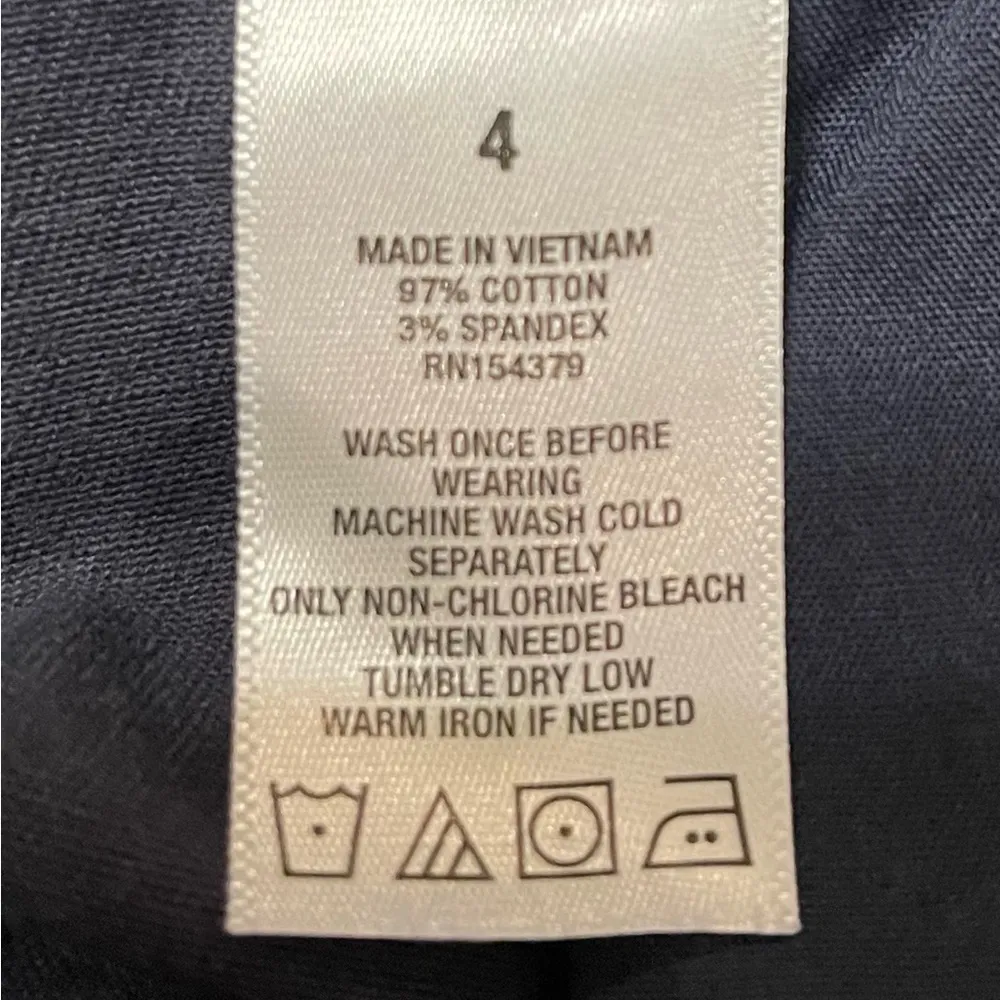 4
MADE IN VIETNAM
97% COTTON
3% SPANDEX
RN154379
WASH ONCE BEFORE
WEARING
MACHINE WASH COLD
SEPARATELY
ONLY NON-CHLORINE BLEACH
WHEN NEEDED
TUMBLE DRY LOW
WARM IRON IF NEEDED